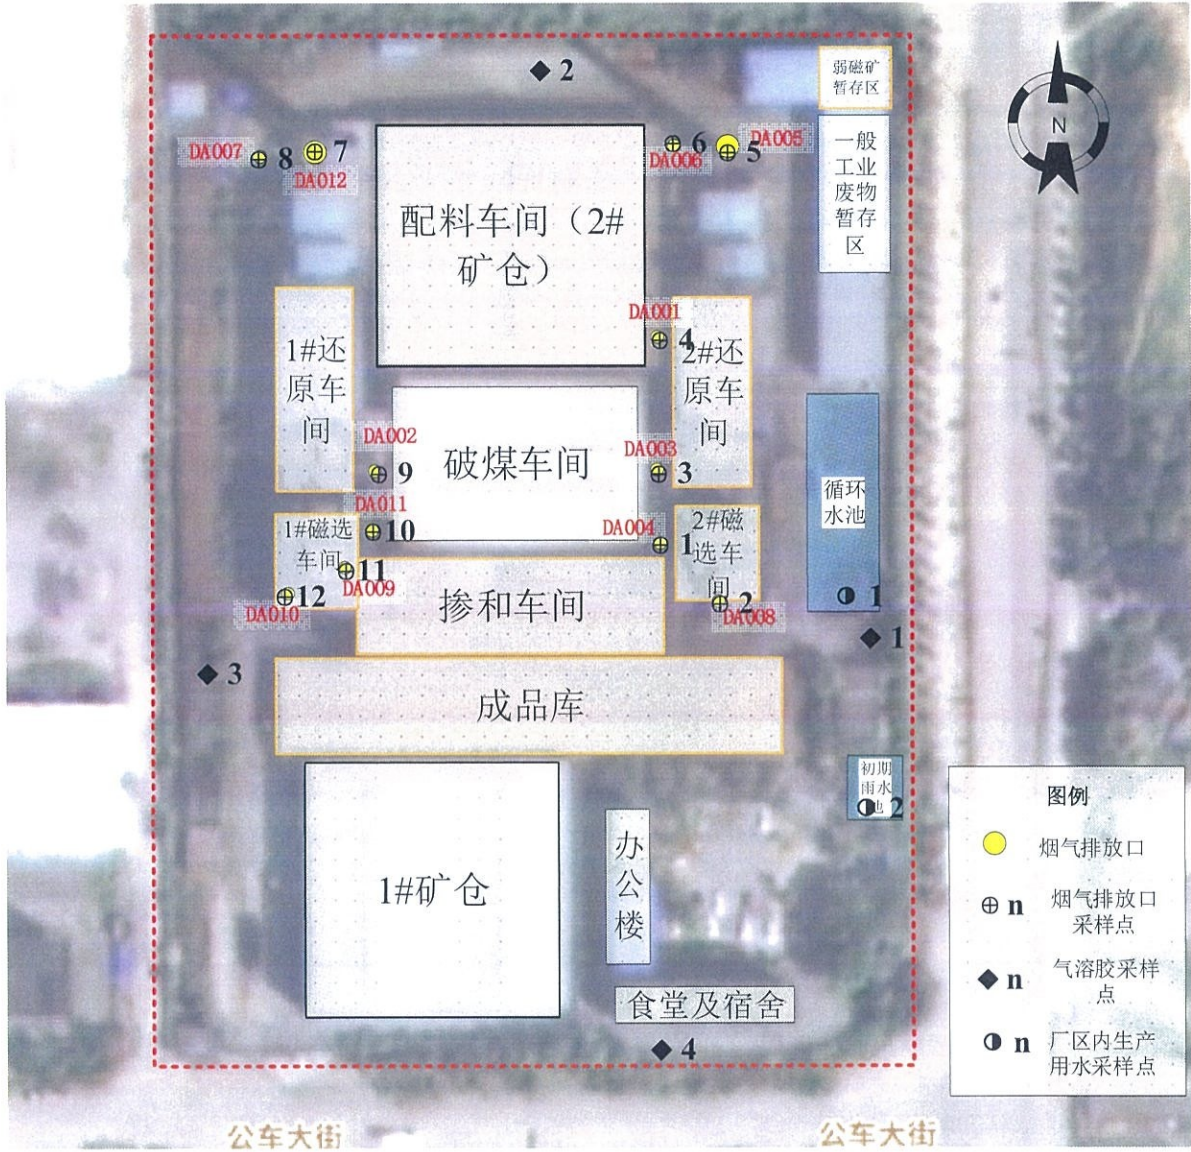 2
弱磁矿
暂存区
N
DA007
8
7
DA012
6
DA006
DA005
5
一般
工业
废物
暂存
区
配料车间（2#
矿仓）
DA001
4
1#还
原车
间
2#还
原车
间
DA002
9
破煤车间
DA003
3
循环
水池
1
DA011
10
1#磁选
车间
11
DA009
12
DA010
DA004
1
2#磁
选车
间
2
DA008
掺和车间
1
3
成品库
初期
雨水
池
2
1#矿仓
办
公
楼
食堂及宿舍
4
图例
烟气排放口
n
烟气排放口
采样点
n
气溶胶采样
点
n
厂区内生产
用水采样点
公车大街
公车大街